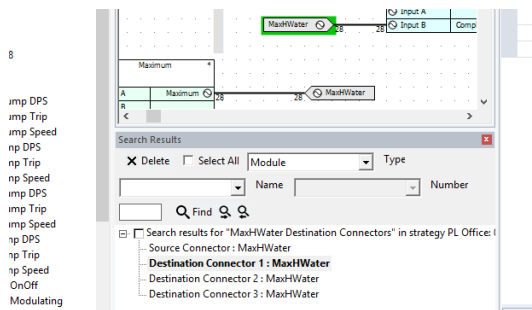 Input A
MaxHWater
28
28
Input B
Compl
8
Maximum
*
ump DPS
ump Trip
A
Maximum
28
28
MaxHWater
B
ump Speed
np DPS
Search Results
np Trip
Delete
Select All
Module
Type
np Speed
ump DPS
Name
Number
ump Trip
ump Speed
Find
np DPS
Search results for "MaxHWater Destination Connectors" in strategy PL Office:
np Trip
Source Connector : MaxHWater
np Speed
Destination Connector 1 : MaxHWater
OnOff
Destination Connector 2 : MaxHWater
Modulating
Destination Connector 3 : MaxHWater